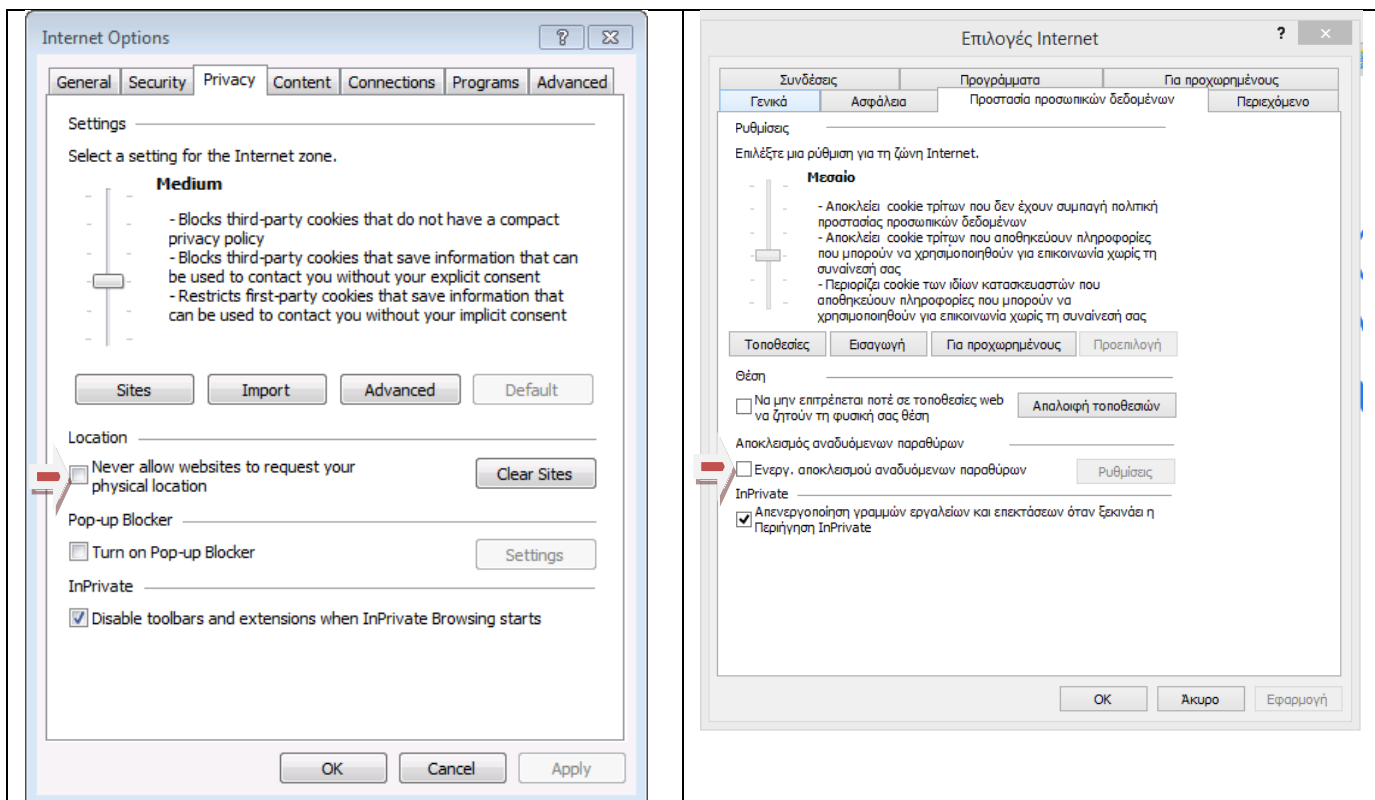 Internet Options
General Security Privacy Content Connections Programs Advanced
Settings
Select a setting for the Internet zone.
Medium
- Blocks third-party cookies that do not have a compact
privacy policy
- Blocks third-party cookies that save information that can
be used to contact you without your explicit consent
- Restricts first-party cookies that save information that
can be used to contact you without your implicit consent
Sites Import Advanced Default
Location
Never allow websites to request your
physical location
Clear Sites
Pop-up Blocker
Turn on Pop-up Blocker
Settings
InPrivate
Disable toolbars and extensions when InPrivate Browsing starts
OK Cancel Apply
Επιλογές Internet
Συνδέσεις Προγράμματα Για προχωρημένους
Γενικά Ασφάλεια Προστασία προσωπικών δεδομένων Περιεχόμενο
Ρυθμίσεις
Επιλέξτε μια ρύθμιση για τη ζώνη Internet.
Μεσαίο
- Αποκλείει cookie τρίτων που δεν έχουν συμπαγή πολιτική
προστασίας προσωπικών δεδομένων
- Αποκλείει cookie τρίτων που αποθηκεύουν πληροφορίες
που μπορούν να χρησιμοποιηθούν για επικοινωνία χωρίς τη
συναίνεσή σας
- Περιορίζει cookie των ιδίων κατασκευαστών που
αποθηκεύουν πληροφορίες που μπορούν να
χρησιμοποιηθούν για επικοινωνία χωρίς τη συναίνεσή σας
Τοποθεσίες Εισαγωγή Για προχωρημένους Προεπιλογή
Θέση
Να μην επιτρέπεται ποτέ σε τοποθεσίες web
να ζητούν τη φυσική σας θέση
Απαλοιφή τοποθεσιών
Αποκλεισμός αναδυόμενων παραθύρων
Ενεργ. αποκλεισμού αναδυόμενων παραθύρων
Ρυθμίσεις
InPrivate
Απενεργοποίηση γραμμών εργαλείων και επεκτάσεων όταν ξεκινάει η
Περιήγηση InPrivate
OK Άκυρο Εφαρμογή